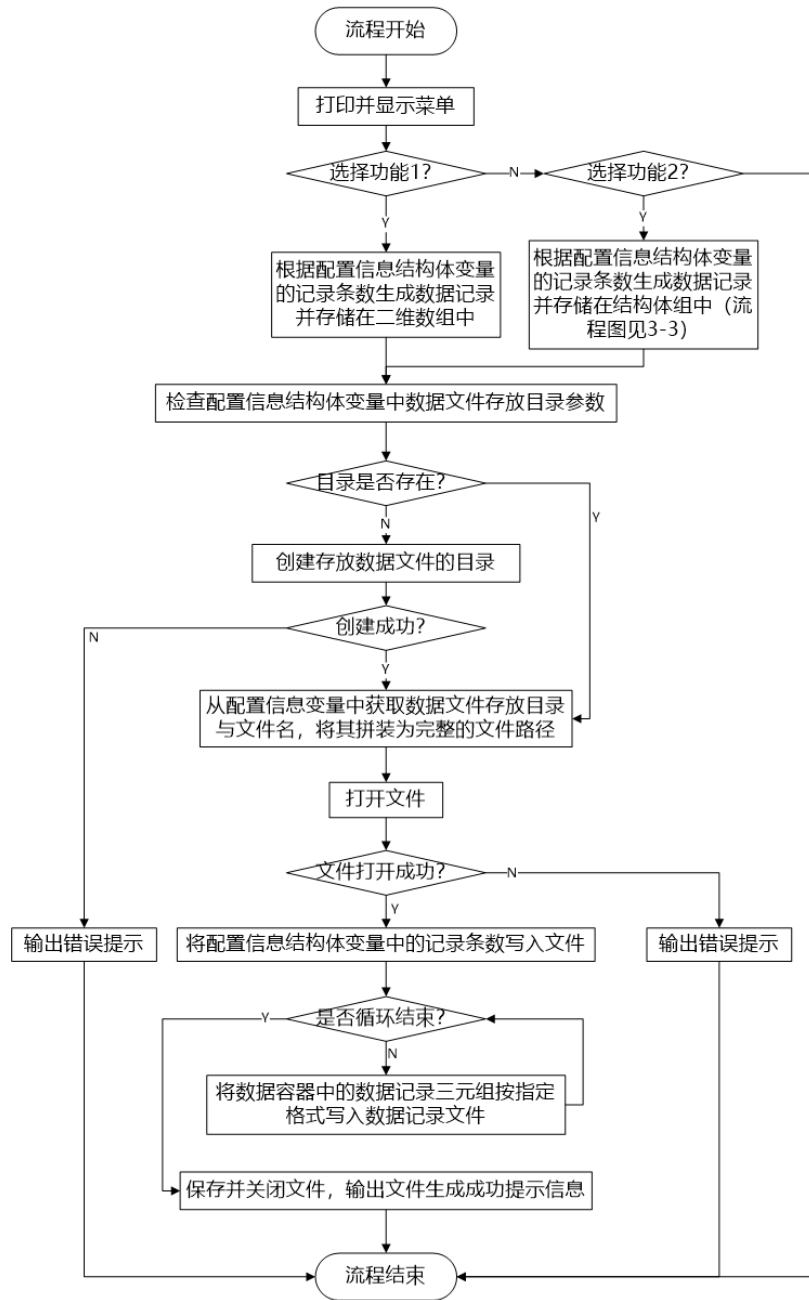 流程开始
打印并显示菜单
选择功能1?
N
选择功能2?
Y
Y
根据配置信息结构体变量
的记录条数生成数据记录
并存储在二维数组中
根据配置信息结构体变量
的记录条数生成数据记录
并存储在结构体组中（流
程图见3-3）
检查配置信息结构体变量中数据文件存放目录参数
目录是否存在?
Y
N
创建存放数据文件的目录
创建成功?
N
Y
从配置信息变量中获取数据文件存放目录
与文件名，将其拼装为完整的文件路径
打开文件
文件打开成功?
N
Y
输出错误提示
将配置信息结构体变量中的记录条数写入文件
输出错误提示
是否循环结束?
Y
N
将数据容器中的数据记录三元组按指定
格式写入数据记录文件
保存并关闭文件，输出文件生成成功提示信息
流程结束